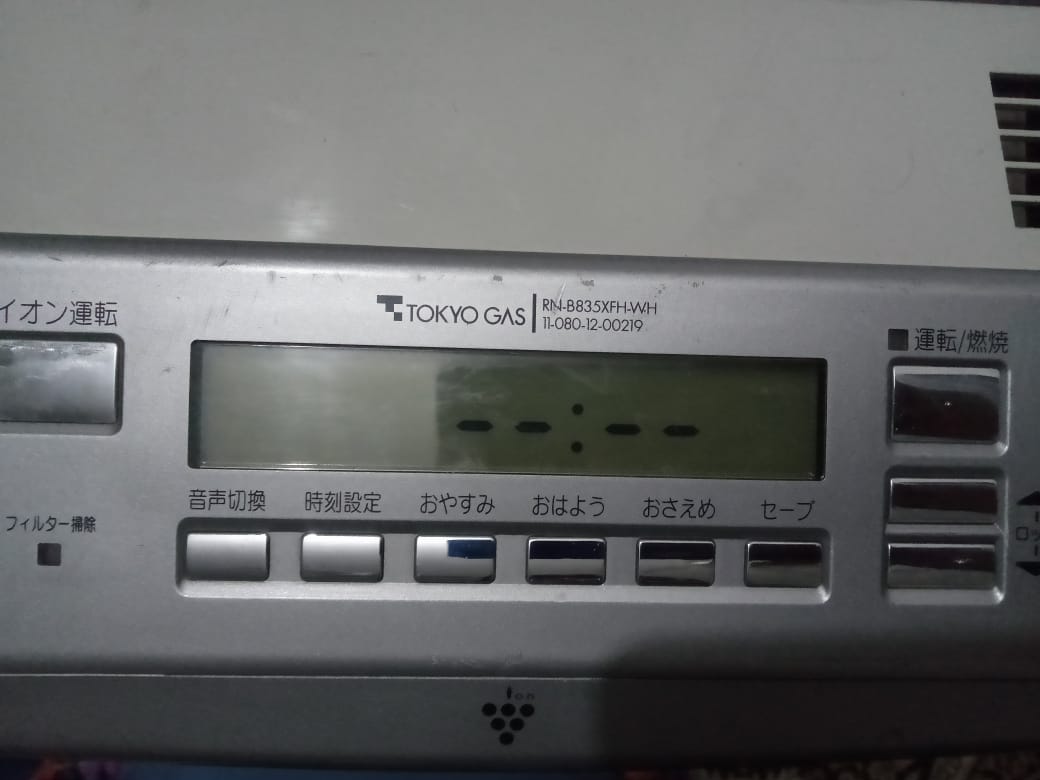 イオン運転
TOKYO GAS
RN-B835XFH-WH
11-080-12-00219
運転/燃焼
--:--
音声切換
時刻設定
おやすみ
おはよう
おさえめ
セーブ
フィルター掃除
ion